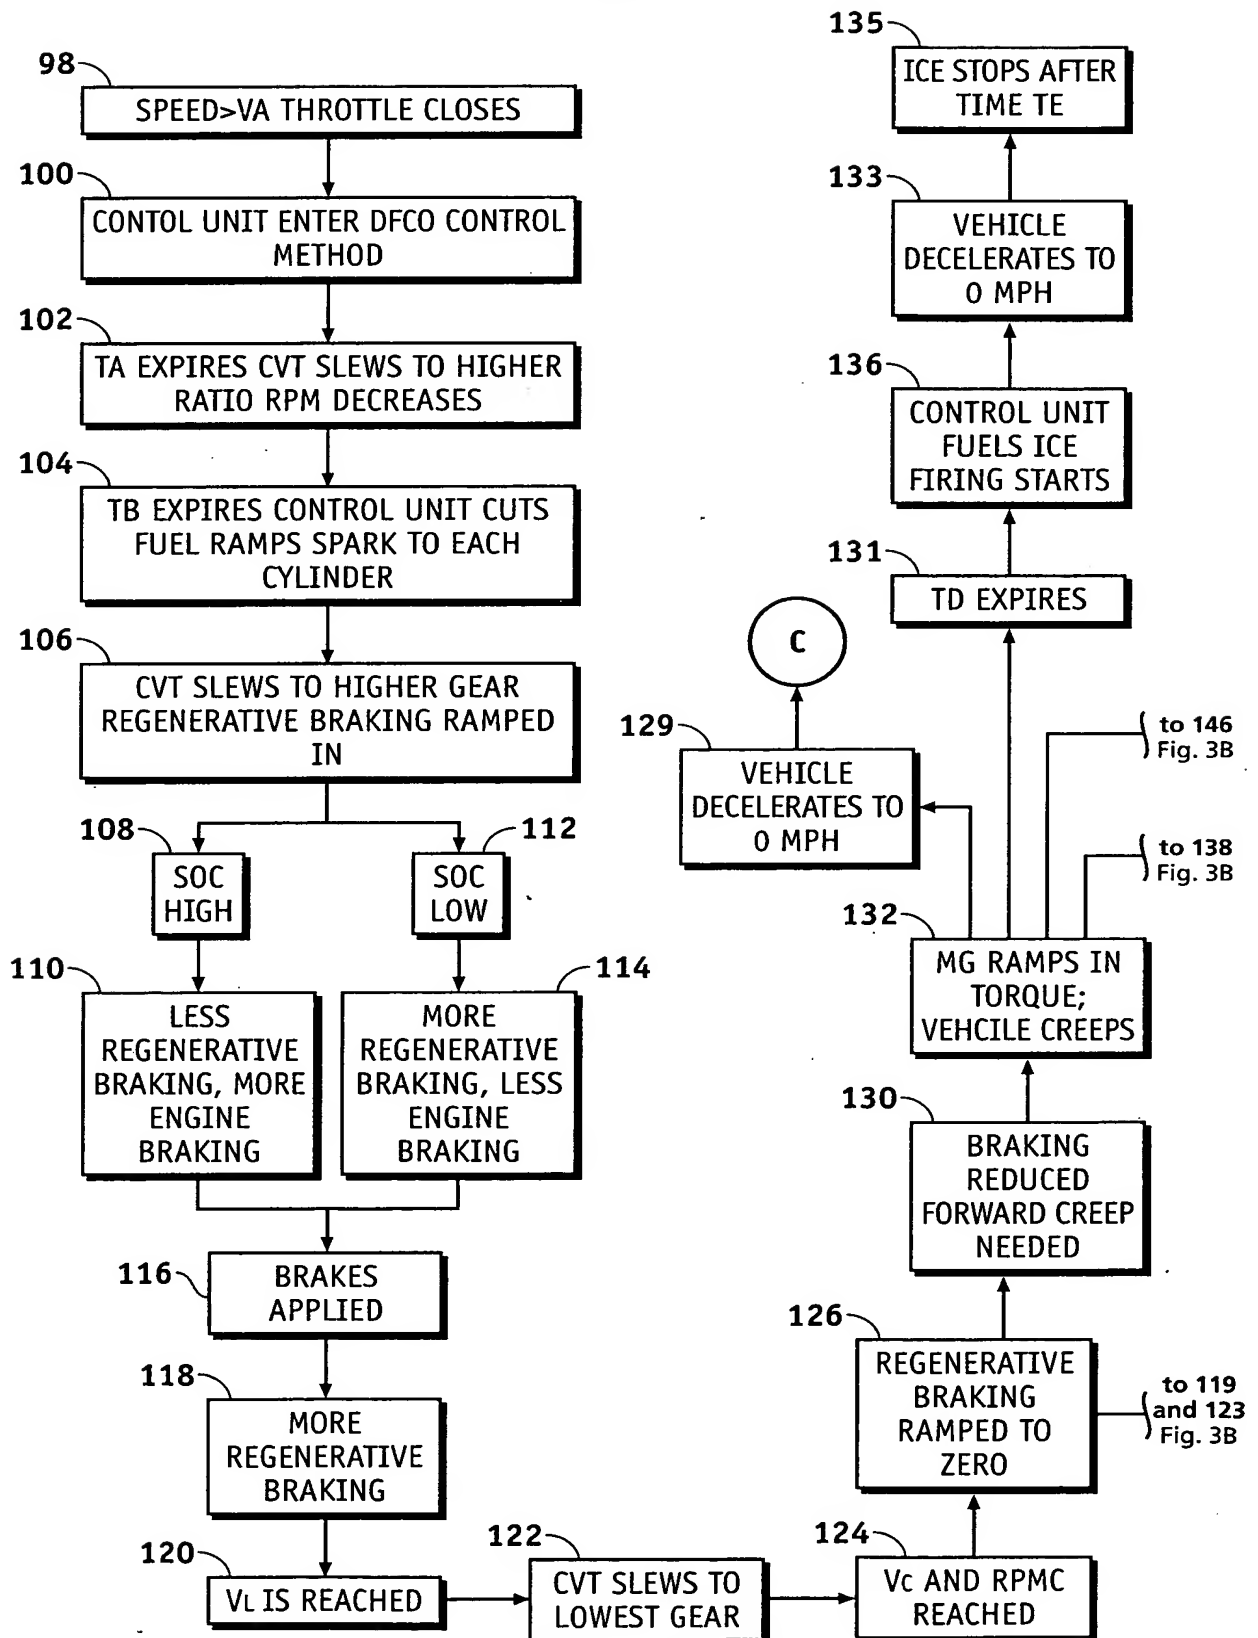 98
SPEED>VA THROTTLE CLOSES
100
CONTOL UNIT ENTER DFCO CONTROL
METHOD
102
TA EXPIRES CVT SLEWS TO HIGHER
RATIO RPM DECREASES
104
TB EXPIRES CONTROL UNIT CUTS
FUEL RAMPS SPARK TO EACH
CYLINDER
106
CVT SLEWS TO HIGHER GEAR
REGENERATIVE BRAKING RAMPED
IN
108
SOC
HIGH
112
SOC
LOW
110
LESS
REGENERATIVE
BRAKING, MORE
ENGINE
BRAKING
114
MORE
REGENERATIVE
BRAKING, LESS
ENGINE
BRAKING
116
BRAKES
APPLIED
118
MORE
REGENERATIVE
BRAKING
120
VL IS REACHED
122
CVT SLEWS TO
LOWEST GEAR
124
VC AND RPMC
REACHED
126
REGENERATIVE
BRAKING
RAMPED TO
ZERO
to 119
and 123
Fig. 3B
130
BRAKING
REDUCED
FORWARD CREEP
NEEDED
132
MG RAMPS IN
TORQUE;
VEHCILE CREEPS
to 138
Fig. 3B
to 146
Fig. 3B
129
VEHICLE
DECELERATES TO
0 MPH
C
131
TD EXPIRES
136
CONTROL UNIT
FUELS ICE
FIRING STARTS
133
VEHICLE
DECELERATES TO
0 MPH
135
ICE STOPS AFTER
TIME TE